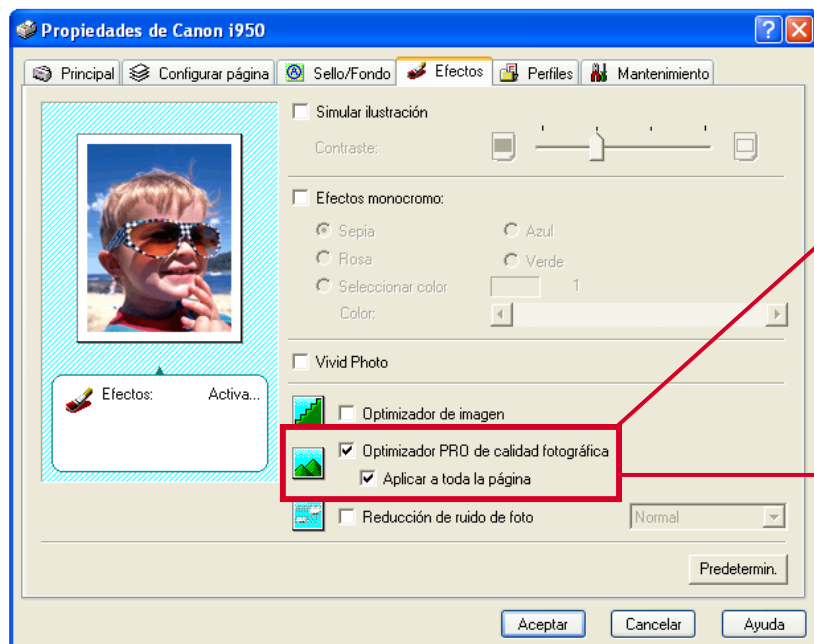 Propiedades de Canon i950
Principal Configurar página Sello/Fondo Efectos Perfiles Mantenimiento
Simular ilustración
Contraste:
Efectos monocromo:
Sepia Azul
Rosa Verde
Seleccionar color 1
Color:
Vivid Photo
Efectos: Activa...
Optimizador de imagen
Optimizador PRO de calidad fotográfica
Aplicar a toda la página
Reducción de ruido de foto Normal
Predetermin.
Aceptar Cancelar Ayuda